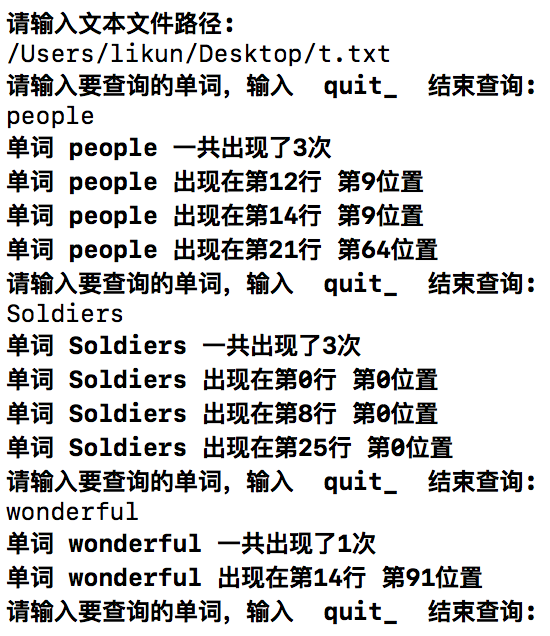 请输入文本文件路径:
/Users/likun/Desktop/t.txt
请输入要查询的单词，输入  quit_  结束查询:
people
单词 people 一共出现了3次
单词 people 出现在第12行 第9位置
单词 people 出现在第14行 第9位置
单词 people 出现在第21行 第64位置
请输入要查询的单词，输入  quit_  结束查询:
Soldiers
单词 Soldiers 一共出现了3次
单词 Soldiers 出现在第0行 第0位置
单词 Soldiers 出现在第8行 第0位置
单词 Soldiers 出现在第25行 第0位置
请输入要查询的单词，输入  quit_  结束查询:
wonderful
单词 wonderful 一共出现了1次
单词 wonderful 出现在第14行 第91位置
请输入要查询的单词，输入  quit_  结束查询: